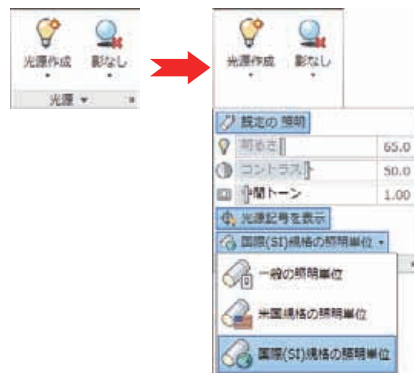 光源作成 影なし
光源
光源作成 影なし
既定の 照明
明るさ 65.0
コントラスト 50.0
中間トーン 1.00
光源記号を表示
国際(SI)規格の照明単位
一般の照明単位
米国規格の照明単位
国際(SI)規格の照明単位